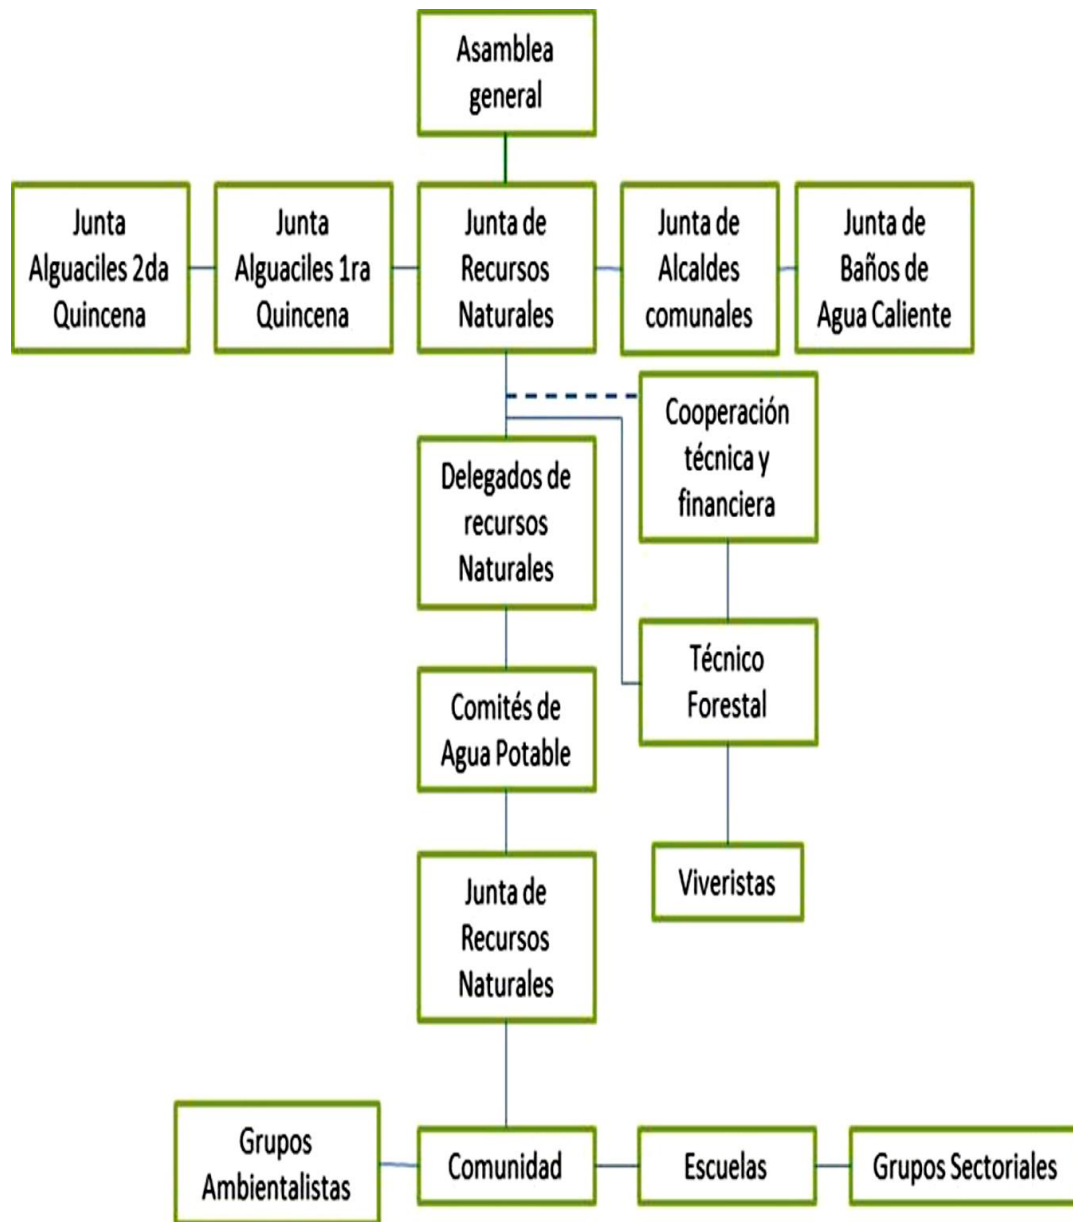 Asamblea
general
Junta
Alguaciles 2da
Quincena
Junta
Alguaciles 1ra
Quincena
Junta de
Recursos
Naturales
Junta de
Alcaldes
comunales
Junta de
Baños de
Agua Caliente
Cooperación
técnica y
financiera
Delegados de
recursos
Naturales
Técnico
Forestal
Comités de
Agua Potable
Viveristas
Junta de
Recursos
Naturales
Grupos
Ambientalistas
Comunidad
Escuelas
Grupos Sectoriales